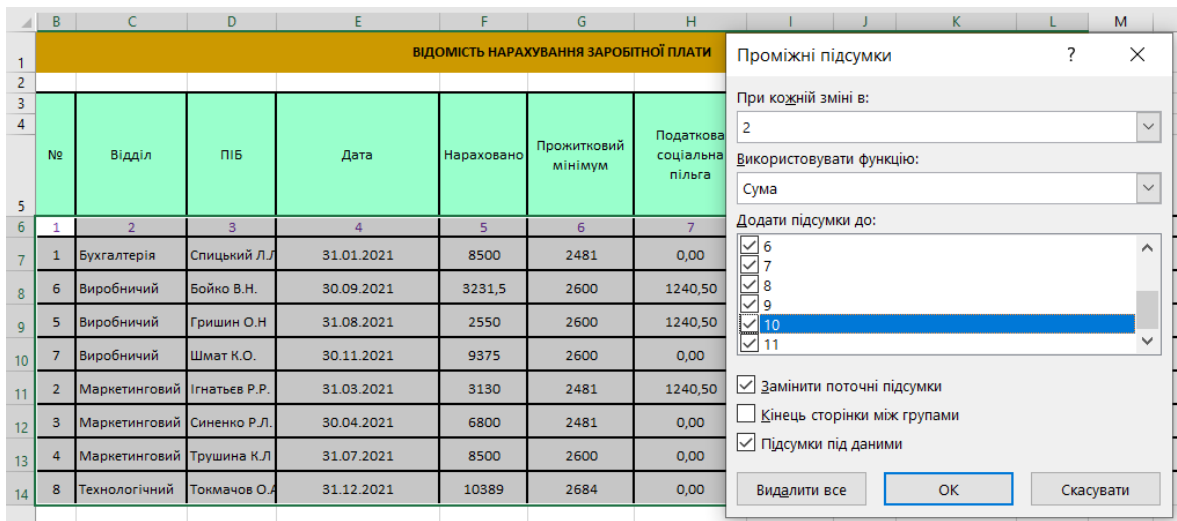 B C D E F G H I J K L M
1 ВІДОМІСТЬ НАРАХУВАННЯ ЗАРОБІТНОЇ ПЛАТИ
2
3
4
5 № Відділ ПІБ Дата Нараховано Прожитковий мінімум Податкова соціальна пільга
6 1 2 3 4 5 6 7
7 1 Бухгалтерія Спицький Л.Л 31.01.2021 8500 2481 0,00
8 6 Виробничий Бойко В.Н. 30.09.2021 3231,5 2600 1240,50
9 5 Виробничий Гришин О.Н 31.08.2021 2550 2600 1240,50
10 7 Виробничий Шмат К.О. 30.11.2021 9375 2600 0,00
11 2 Маркетинговий Ігнатьєв Р.Р. 31.03.2021 3130 2481 1240,50
12 3 Маркетинговий Синенко Р.Л. 30.04.2021 6800 2481 0,00
13 4 Маркетинговий Трушина К.Л 31.07.2021 8500 2600 0,00
14 8 Технологічний Токмачов О.А 31.12.2021 10389 2684 0,00
Проміжні підсумки ?
При кожній зміні в:
2
Використовувати функцію:
Сума
Додати підсумки до:
6
7
8
9
10
11
Замінити поточні підсумки
Кінець сторінки між групами
Підсумки під даними
Видалити все ОК Скасувати